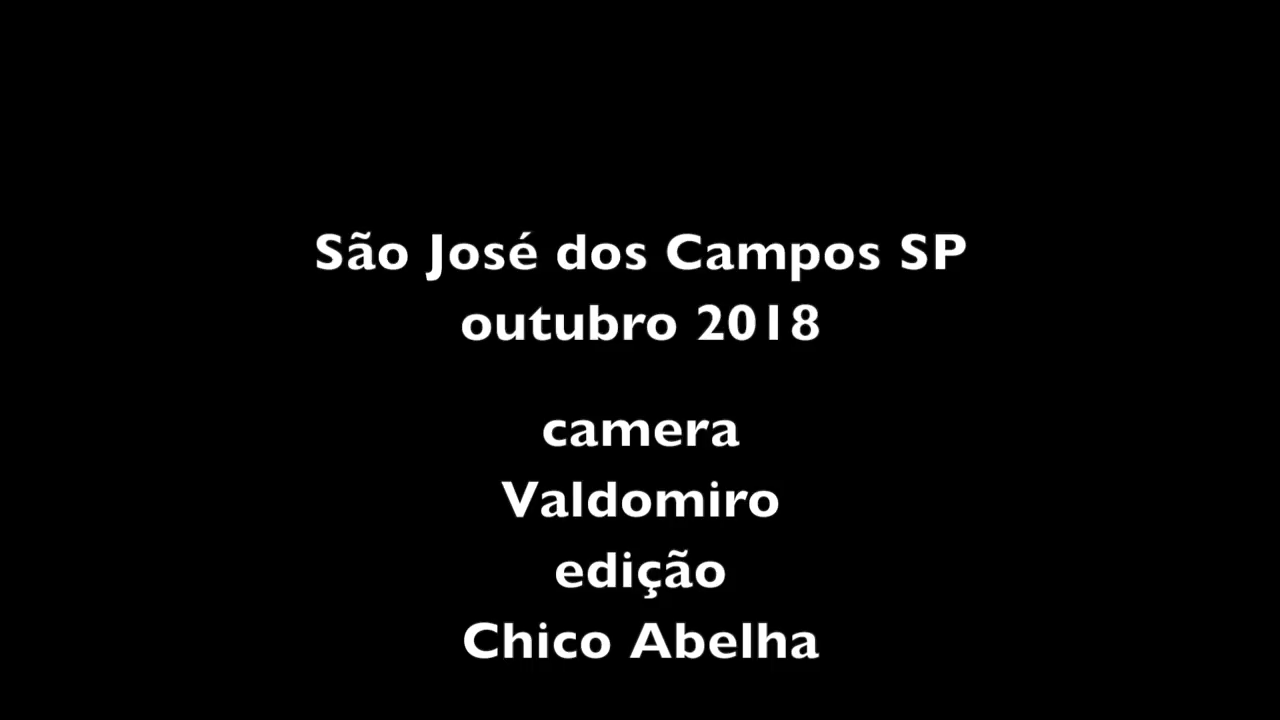 São José dos Campos SP
outubro 2018
camera
Valdomiro
edição
Chico Abelha